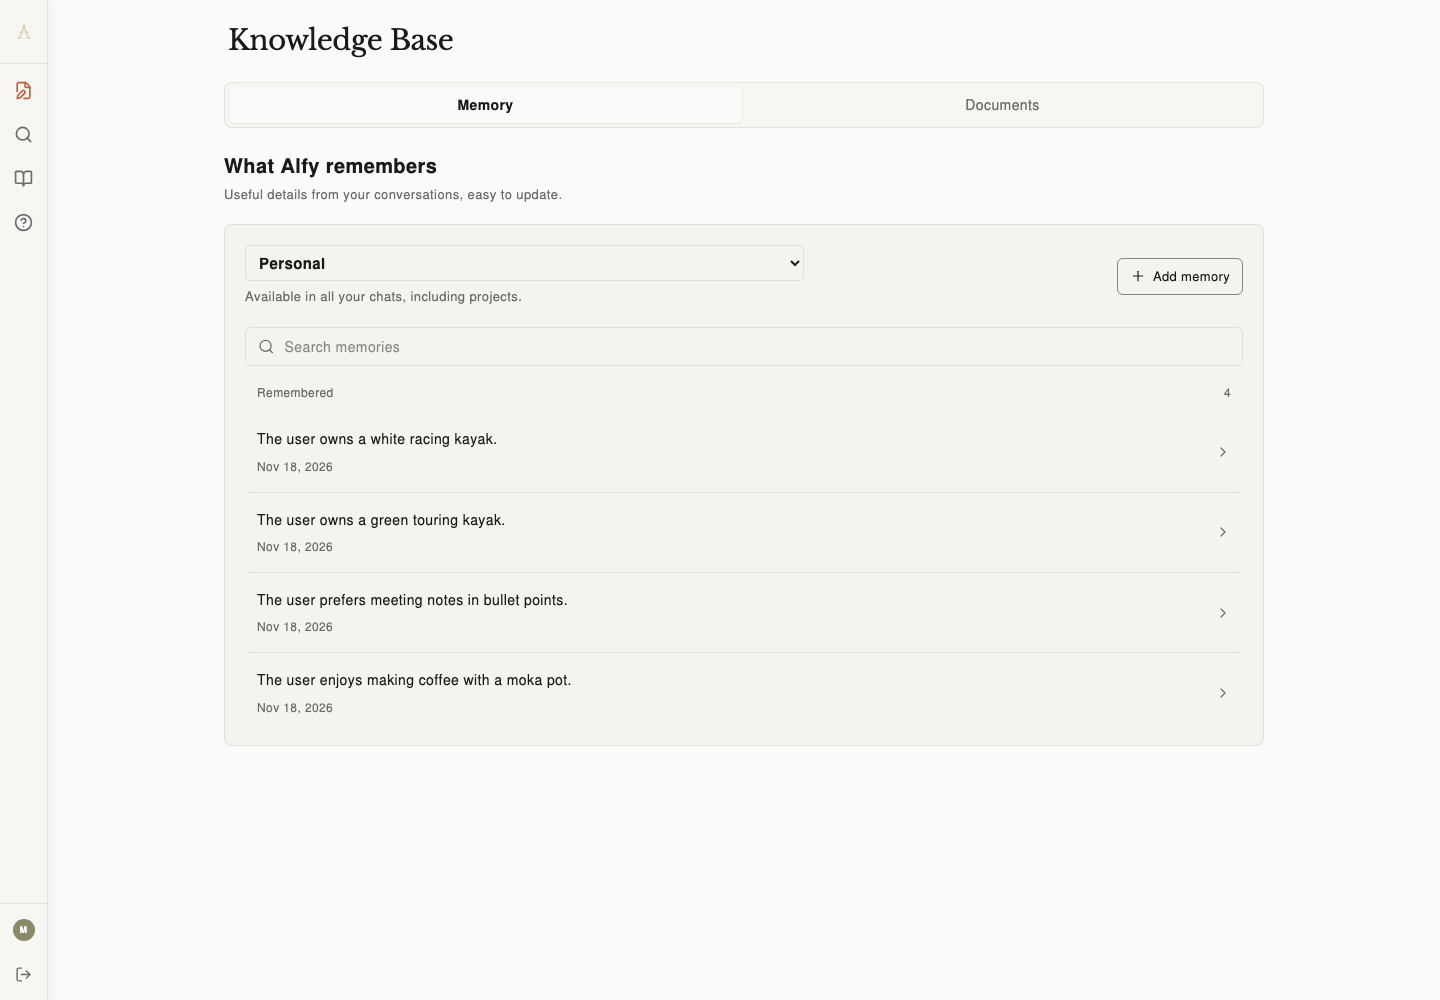 Knowledge Base
Memory
Documents
What Alfy remembers
Useful details from your conversations, easy to update.
Personal
Available in all your chats, including projects.
Add memory
Search memories
Remembered
4
The user owns a white racing kayak.
Nov 18, 2026
The user owns a green touring kayak.
Nov 18, 2026
The user prefers meeting notes in bullet points.
Nov 18, 2026
The user enjoys making coffee with a moka pot.
Nov 18, 2026
M